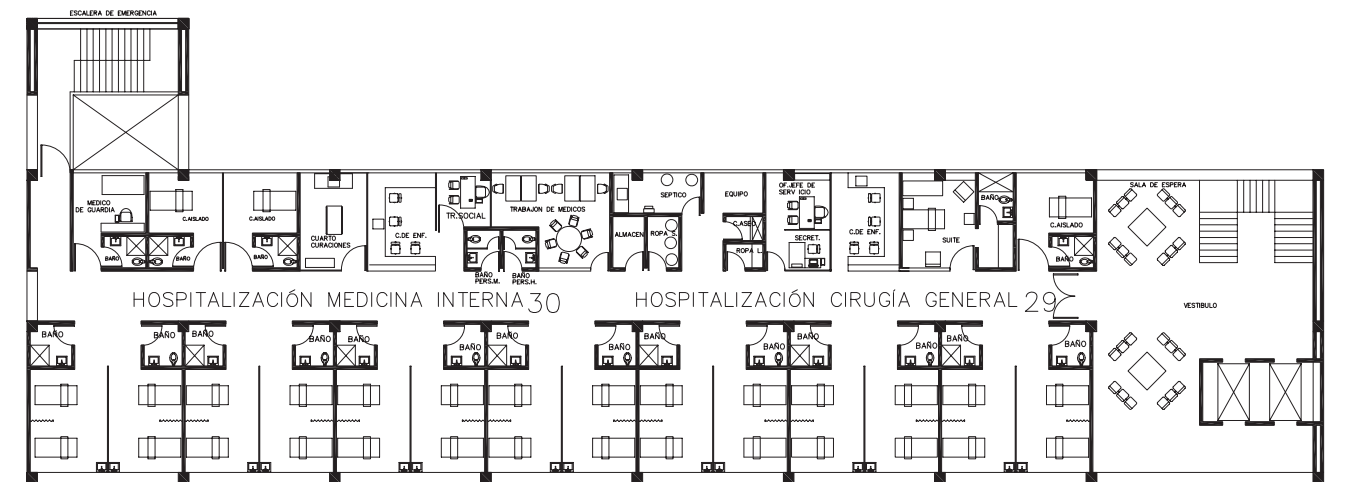 ESCALERA DE EMERGENCIA
MEDICO
DE GUARDIA
C.AISLADO
C.AISLADO
CUARTO
CURACIONES
C.DE ENF.
TR.SOCIAL
TRABAJON DE MEDICOS
SEPTICO
EQUIPO
OF.JEFE DE
SERV ICIO
C.DE ENF.
SUITE
BAÑO
C.AISLADO
SALA DE ESPERA
ALMACEN
ROPA S.
C.ASEO
ROPA L.
SECRET.
BAÑO
BAÑO
BAÑO
BAÑO
PERS.M.
BAÑO
PERS.H.
BAÑO
HOSPITALIZACIÓN MEDICINA INTERNA 30
HOSPITALIZACIÓN CIRUGÍA GENERAL 29
VESTIBULO
BAÑO
BAÑO
BAÑO
BAÑO
BAÑO
BAÑO
BAÑO
BAÑO
BAÑO
BAÑO
BAÑO
BAÑO
BAÑO
BAÑO